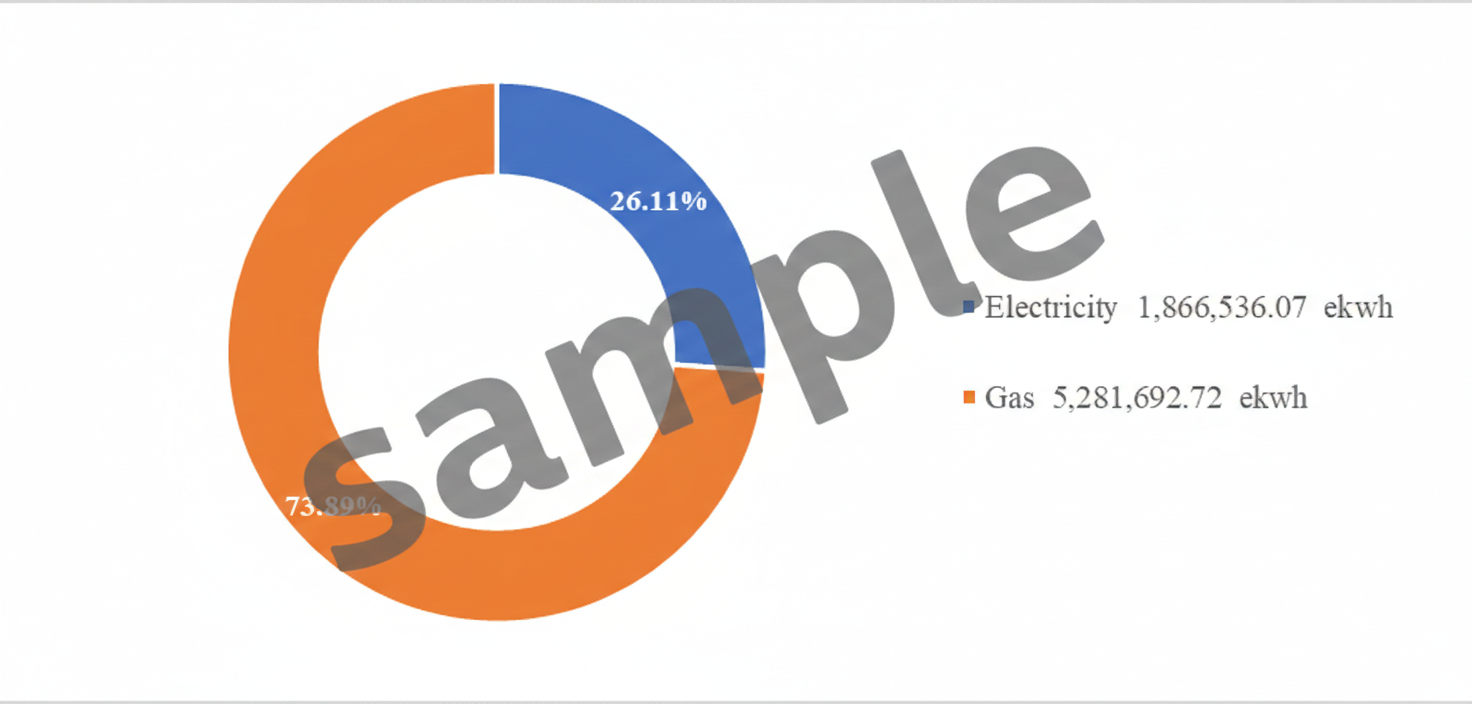 26.11%
Electricity 1,866,536.07 ekwh
Gas 5,281,692.72 ekwh
73.89%
sample